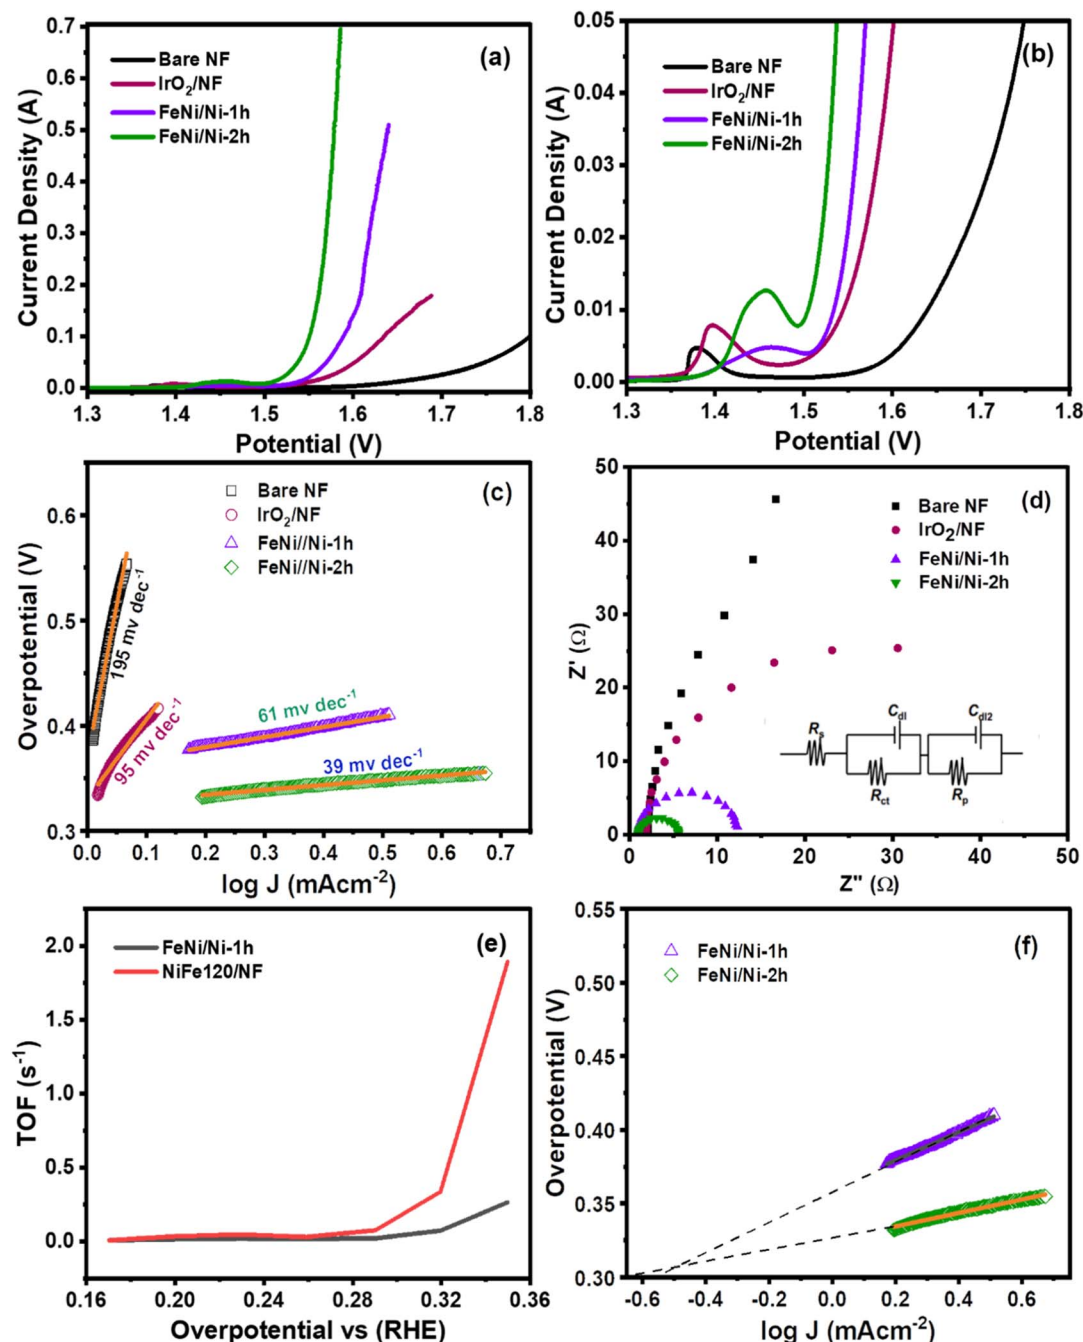 (a)
Bare NF
IrO₂/NF
FeNi/Ni-1h
FeNi/Ni-2h
Current Density (A)
0.7
0.6
0.5
0.4
0.3
0.2
0.1
0.0
1.3 1.4 1.5 1.6 1.7 1.8
Potential (V)
(b)
Bare NF
IrO₂/NF
FeNi/Ni-1h
FeNi/Ni-2h
Current Density (A)
0.05
0.04
0.03
0.02
0.01
0.00
1.3 1.4 1.5 1.6 1.7 1.8
Potential (V)
(c)
Bare NF
IrO₂/NF
FeNi//Ni-1h
FeNi//Ni-2h
Overpotential (V)
0.6
0.5
0.4
0.3
195 mv dec⁻¹
95 mv dec⁻¹
61 mv dec⁻¹
39 mv dec⁻¹
0.0 0.1 0.2 0.3 0.4 0.5 0.6 0.7
log J (mAcm⁻²)
(d)
Bare NF
IrO₂/NF
FeNi/Ni-1h
FeNi/Ni-2h
Z' (Ω)
50
40
30
20
10
0
Rs
Cdl
Cdl2
Rct
Rp
0 10 20 30 40 50
Z" (Ω)
(e)
FeNi/Ni-1h
NiFe120/NF
TOF (s⁻¹)
2.0
1.5
1.0
0.5
0.0
0.16 0.20 0.24 0.28 0.32 0.36
Overpotential vs (RHE)
(f)
FeNi/Ni-1h
FeNi/Ni-2h
Overpotential (V)
0.55
0.50
0.45
0.40
0.35
0.30
-0.6 -0.4 -0.2 0.0 0.2 0.4 0.6
log J (mAcm⁻²)